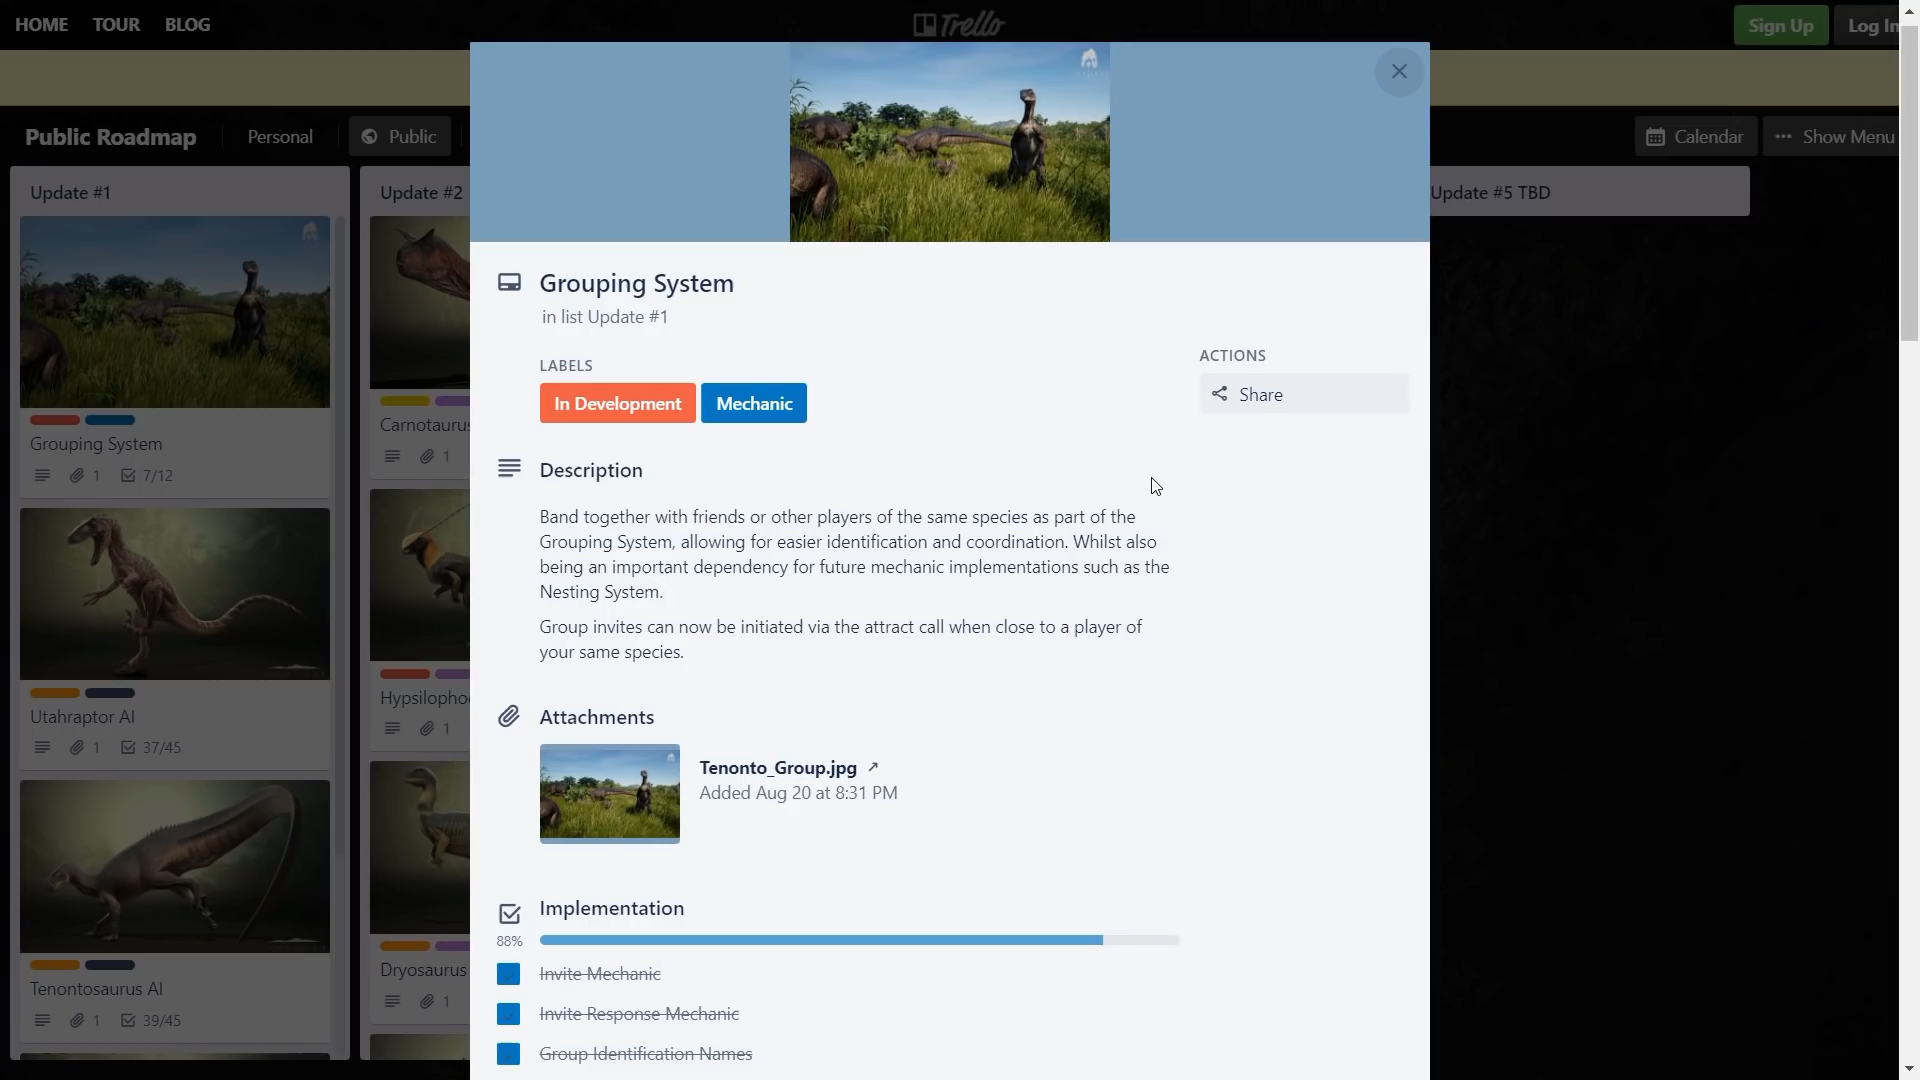 HOME TOUR BLOG
Trello
Sign Up Log In
Public Roadmap Personal Public
Calendar ··· Show Menu
Update #1
Grouping System
1 7/12
Utahraptor AI
1 37/45
Tenontosaurus AI
1 39/45
Update #2
1
1
Dryosaurus
1
Grouping System
in list Update #1
LABELS
In Development Mechanic
Description
Band together with friends or other players of the same species as part of the
Grouping System, allowing for easier identification and coordination. Whilst also
being an important dependency for future mechanic implementations such as the
Nesting System.
Group invites can now be initiated via the attract call when close to a player of
your same species.
Attachments
Tenonto_Group.jpg ↗
Added Aug 20 at 8:31 PM
Implementation
88%
Invite Mechanic
Invite Response Mechanic
Group Identification Names
ACTIONS
Share
Update #5 TBD